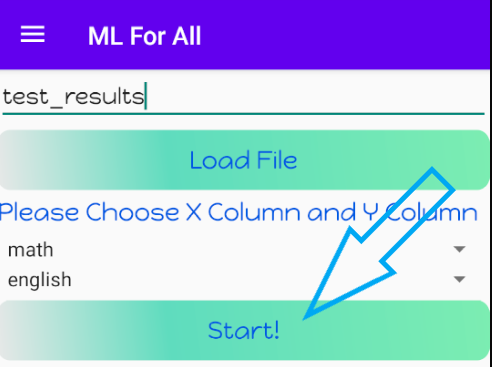 ML For All
test_results
Load File
Please Choose X Column and Y Column
math
english
Start!